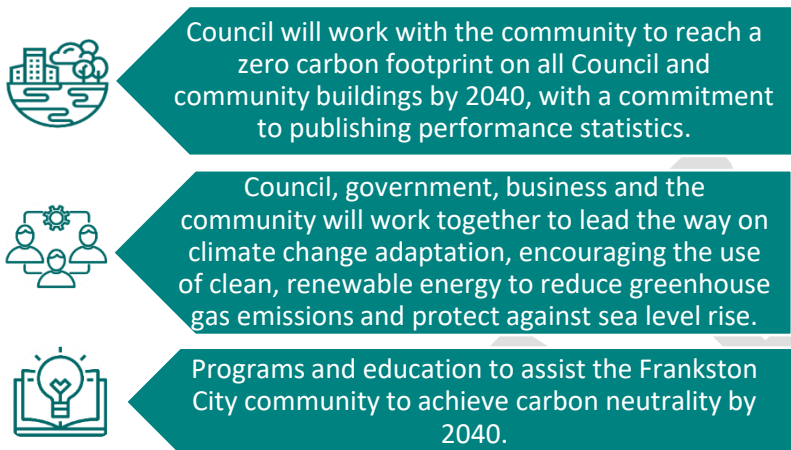 Council will work with the community to reach a
zero carbon footprint on all Council and
community buildings by 2040, with a commitment
to publishing performance statistics.
Council, government, business and the
community will work together to lead the way on
climate change adaptation, encouraging the use
of clean, renewable energy to reduce greenhouse
gas emissions and protect against sea level rise.
Programs and education to assist the Frankston
City community to achieve carbon neutrality by
2040.